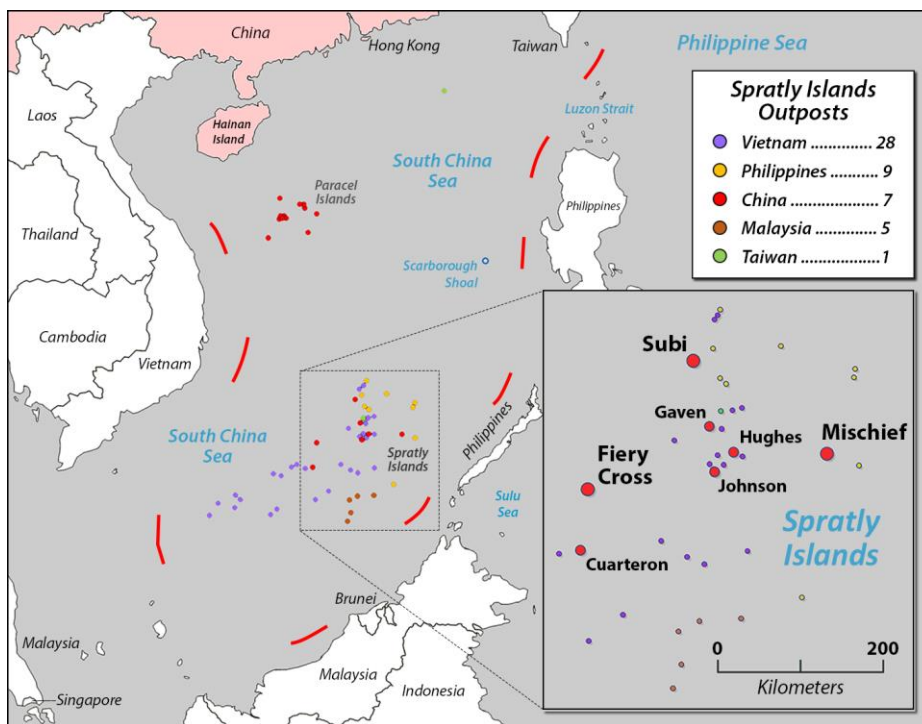 China
Hong Kong
Taiwan
Philippine Sea
Laos
Hainan
Island
Luzon Strait
South China
Sea
Paracel
Islands
Philippines
Thailand
Scarborough
Shoal
Cambodia
Vietnam
South China
Sea
Spratly
Islands
Philippines
Sulu
Sea
Brunei
Malaysia
Malaysia
Indonesia
Singapore
Spratly Islands
Outposts
Vietnam .............. 28
Philippines ........... 9
China .................. 7
Malaysia ............. 5
Taiwan ................. 1
Subi
Gaven
Hughes
Mischief
Fiery
Cross
Johnson
Spratly
Islands
Cuarteron
0 200
Kilometers